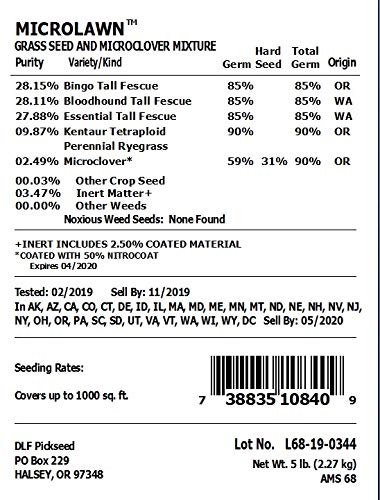 MICROLAWN™
GRASS SEED AND MICROCLOVER MIXTURE
Hard Total
Purity Variety/Kind Germ Seed Germ Origin
28.15% Bingo Tall Fescue 85% 85% OR
28.11% Bloodhound Tall Fescue 85% 85% WA
27.88% Essential Tall Fescue 85% 85% WA
09.87% Kentaur Tetraploid 90% 90% OR
Perennial Ryegrass
02.49% Microclover* 59% 31% 90% OR
00.03% Other Crop Seed
03.47% Inert Matter+
00.00% Other Weeds
Noxious Weed Seeds: None Found
+INERT INCLUDES 2.50% COATED MATERIAL
*COATED WITH 50% NITROCOAT
Expires 04/2020
Tested: 02/2019 Sell By: 11/2019
In AK, AZ, CA, CO, CT, DE, ID, IL, MA, MD, ME, MN, MT, ND, NE, NH, NV, NJ,
NY, OH, OR, PA, SC, SD, UT, VA, VT, WA, WI, WY, DC Sell By: 05/2020
Seeding Rates:
Covers up to 1000 sq. ft.
7 38835 10840 9
DLF Pickseed
PO Box 229
HALSEY, OR 97348
Lot No. L68-19-0344
Net Wt. 5 lb. (2.27 kg)
AMS 68